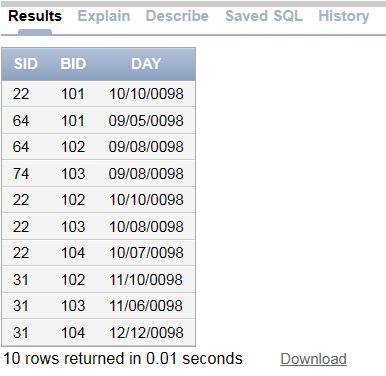 Results Explain Describe Saved SQL History
SID BID DAY
22 101 10/10/0098
64 101 09/05/0098
64 102 09/08/0098
74 103 09/08/0098
22 102 10/10/0098
22 103 10/08/0098
22 104 10/07/0098
31 102 11/10/0098
31 103 11/06/0098
31 104 12/12/0098
10 rows returned in 0.01 seconds Download